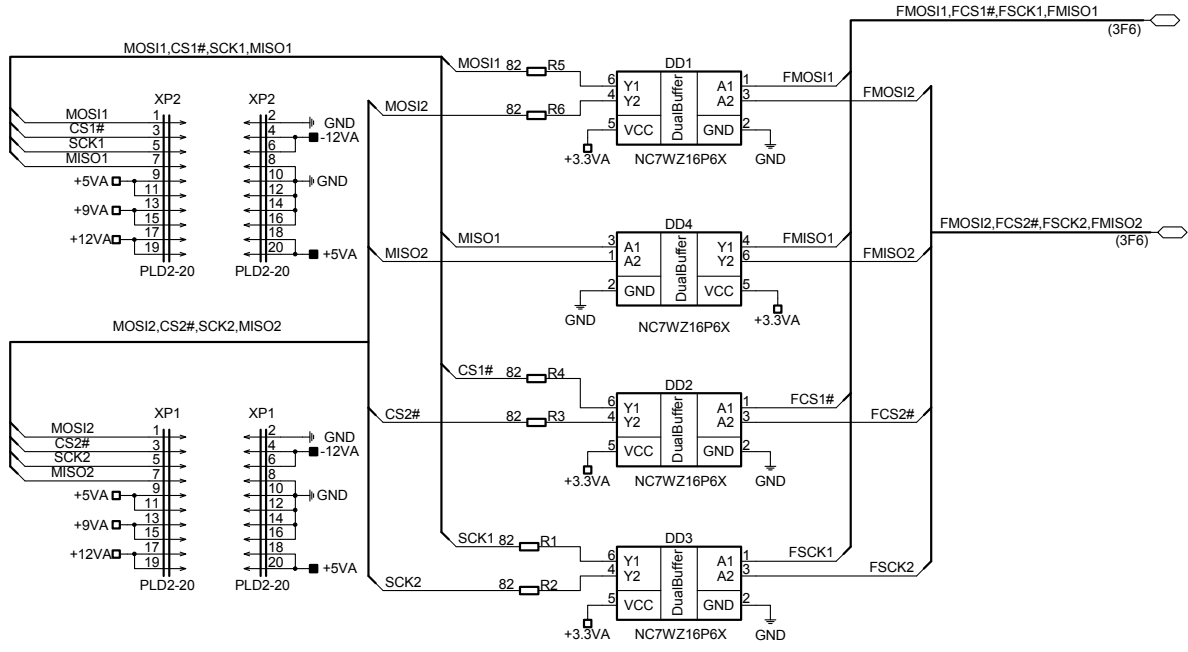 FMOSI1,FCS1#,FSCK1,FMISO1
(3F6)
MOSI1,CS1#,SCK1,MISO1
MOSI1 82 R5
DD1
6 Y1 DualBuffer A1 1 FMOSI1
4 Y2 A2 3 FMOSI2
MOSI2 82 R6
5 VCC GND 2
+3.3VA NC7WZ16P6X GND
XP2 XP2
MOSI1 1 2 GND
CS1# 3 4 -12VA
SCK1 5 6
MISO1 7 8
+5VA 9 10 GND
11 12
+9VA 13 14
15 16
+12VA 17 18
19 20 +5VA
PLD2-20 PLD2-20
FMOSI2,FCS2#,FSCK2,FMISO2
(3F6)
DD4
MISO1 3 A1 DualBuffer Y1 4 FMISO1
MISO2 1 A2 Y2 6 FMISO2
2 GND VCC 5
GND NC7WZ16P6X +3.3VA
MOSI2,CS2#,SCK2,MISO2
CS1# 82 R4
DD2
6 Y1 DualBuffer A1 1 FCS1#
CS2# 82 R3 4 Y2 A2 3 FCS2#
5 VCC GND 2
+3.3VA NC7WZ16P6X GND
XP1 XP1
MOSI2 1 2 GND
CS2# 3 4 -12VA
SCK2 5 6
MISO2 7 8
+5VA 9 10 GND
11 12
+9VA 13 14
15 16
+12VA 17 18
19 20 +5VA
PLD2-20 PLD2-20
SCK1 82 R1
DD3
6 Y1 DualBuffer A1 1 FSCK1
SCK2 82 R2 4 Y2 A2 3 FSCK2
5 VCC GND 2
+3.3VA NC7WZ16P6X GND